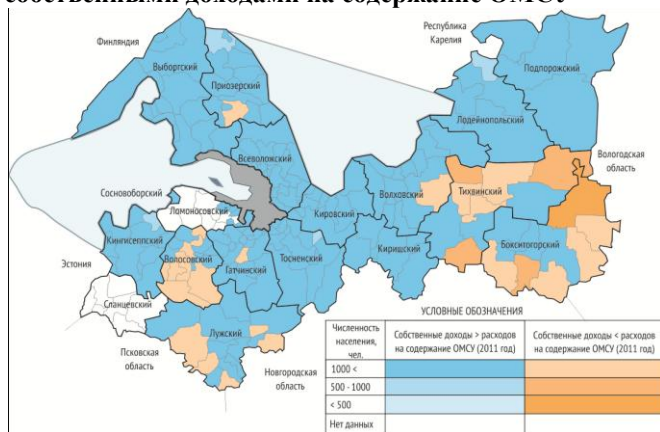 собственными доходами на содержание ОМСУ
Финляндия
Республика
Карелия
Выборгский
Приозерский
Подпорожский
Лодейнопольский
Всеволожский
Вологодская
область
Сосновоборский
Волховский
Тихвинский
Ломоносовский
Кировский
Кингисеппский
Киришский
Бокситогорский
Эстония
Волосовский
Гатчинский
Тосненский
Сланцевский
Лужский
Псковская
область
Новгородская
область
УСЛОВНЫЕ ОБОЗНАЧЕНИЯ
Численность
населения,
чел.
Собственные доходы > расходов
на содержание ОМСУ (2011 год)
Собственные доходы < расходов
на содержание ОМСУ (2011 год)
1000 <
500 - 1000
< 500
Нет данных